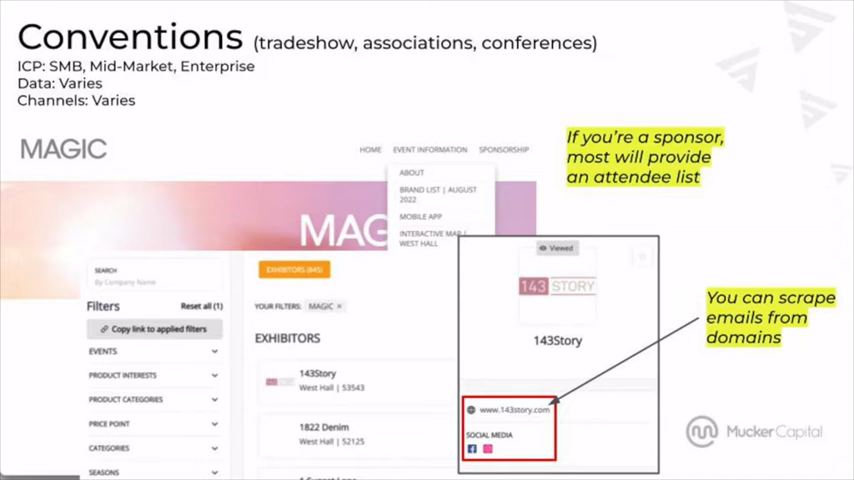 Conventions (tradeshow, associations, conferences)
ICP: SMB, Mid-Market, Enterprise
Data: Varies
Channels: Varies
MAGIC
HOME EVENT INFORMATION SPONSORSHIP
ABOUT
BRAND LIST | AUGUST
2022
MOBILE APP
INTERACTIVE MAP |
WEST HALL
MAG
If you're a sponsor,
most will provide
an attendee list
SEARCH
By Company Name
Filters Reset all (1)
Copy link to applied filters
EVENTS
PRODUCT INTERESTS
PRODUCT CATEGORIES
PRICE POINT
CATEGORIES
SEASONS
EXHIBITORS (845)
YOUR FILTERS: MAGIC ×
EXHIBITORS
143Story
West Hall | 53543
1822 Denim
West Hall | 52125
Viewed
143 STORY
143Story
www.143story.com
SOCIAL MEDIA
You can scrape
emails from
domains
MuckerCapital